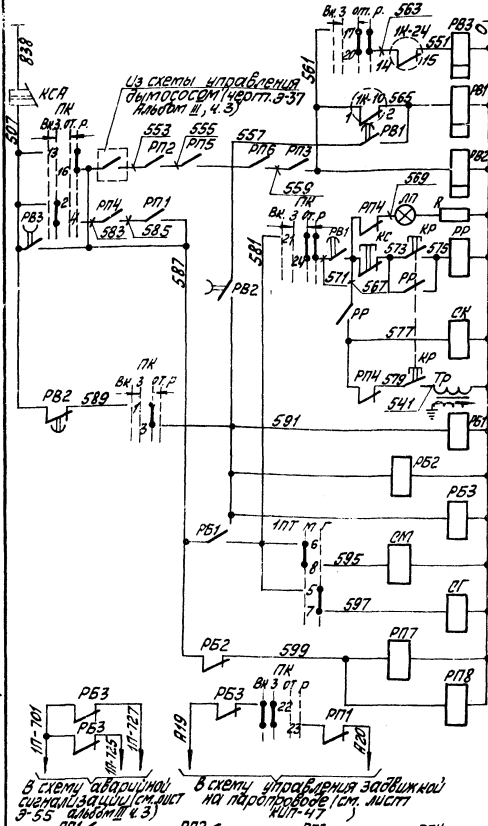 838
507
КСА
ПК
Вк 3 от. р.
13
16
2
4
РВ3
Из схемы управления
дымососом (черт. Э-37
Альбом III, ч. 3)
553
РП2
555
РП5
557
РП6
РП3
559
РП4
583
РП1
585
587
561
Вк. 3 от. р.
17
20
563
1К-24
14
15
551
РВ3
0
1К-10
1
2
565
РВ1
РВ1
РВ2
РП4
569
ЛП
R
ПК
Вк. 3 от. р
21
24
581
РВ1
571
КС
567
573
КР
575
РР
РР
РВ2
РР
577
СК
КР
РП4
579
541
ТР
РВ2
589
ПК
Вк. 3 от. р
1
3
591
РБ1
РБ2
РБ3
РБ1
1ПТ М Г
6
8
595
СМ
5
7
597
СГ
РБ2
599
РП7
РП8
1П-701
РБ3
РБ3
1П-725
1П-727
А19
РБ3
ПК
Вк 3 от р
22
23
РП1
А20
В схему аварийной
сигнализации (см. лист
Э-55 альбом III ч. 3)
В схему управления задвижкой
на паропроводе (см. лист
КИП-47)